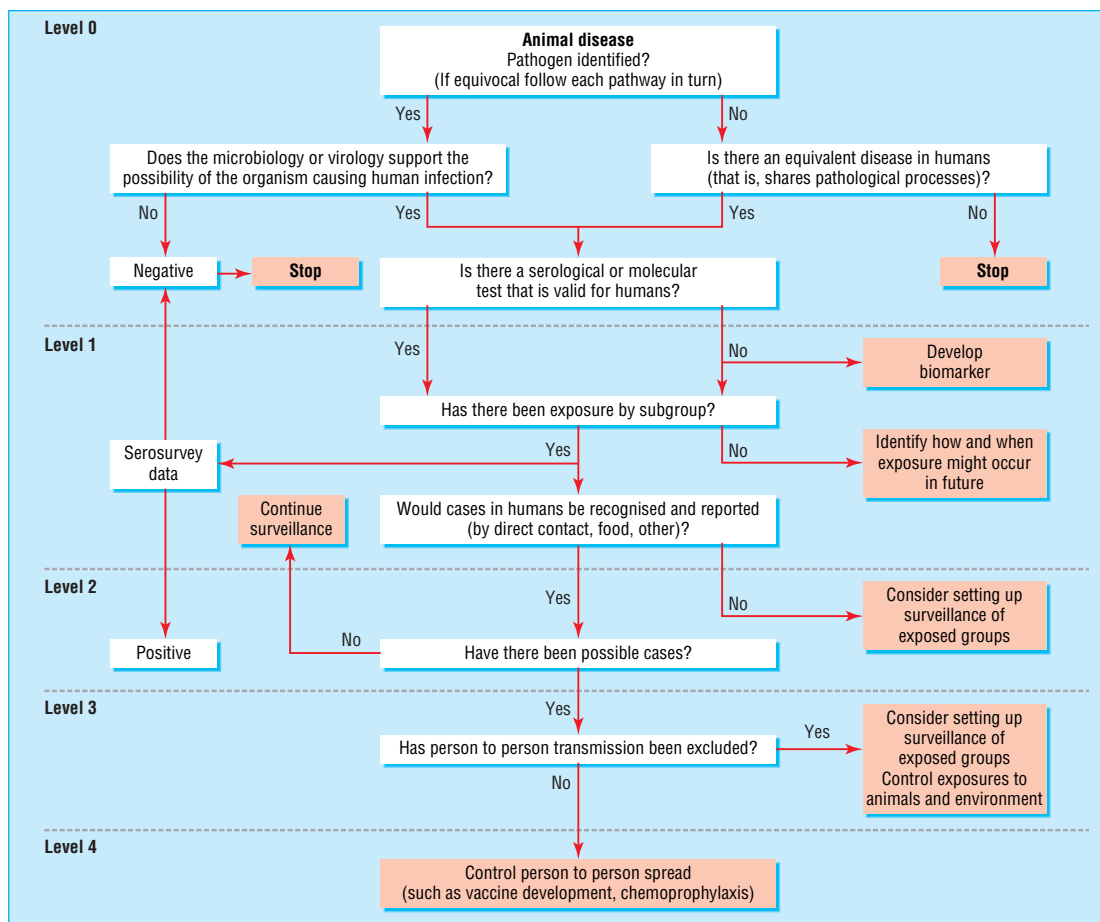 Level 0
Animal disease
Pathogen identified?
(If equivocal follow each pathway in turn)
Yes
No
Does the microbiology or virology support the
possibility of the organism causing human infection?
Is there an equivalent disease in humans
(that is, shares pathological processes)?
No
Yes
Yes
No
Negative
Stop
Is there a serological or molecular
test that is valid for humans?
Stop
Level 1
Yes
No
Develop
biomarker
Has there been exposure by subgroup?
Serosurvey
data
Yes
No
Identify how and when
exposure might occur
in future
Continue
surveillance
Would cases in humans be recognised and reported
(by direct contact, food, other)?
Level 2
Yes
No
Consider setting up
surveillance of
exposed groups
Positive
No
Have there been possible cases?
Level 3
Yes
Has person to person transmission been excluded?
Yes
Consider setting up
surveillance of
exposed groups
Control exposures to
animals and environment
No
Level 4
Control person to person spread
(such as vaccine development, chemoprophylaxis)